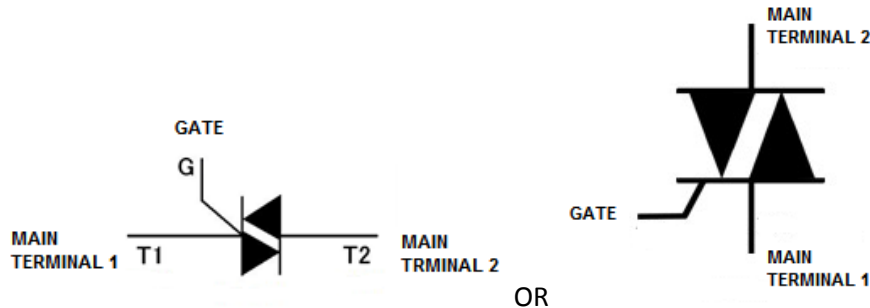 GATE
G
MAIN
TERMINAL 1
T1
T2
MAIN
TRMINAL 2
OR
MAIN
TERMINAL 2
GATE
MAIN
TERMINAL 1